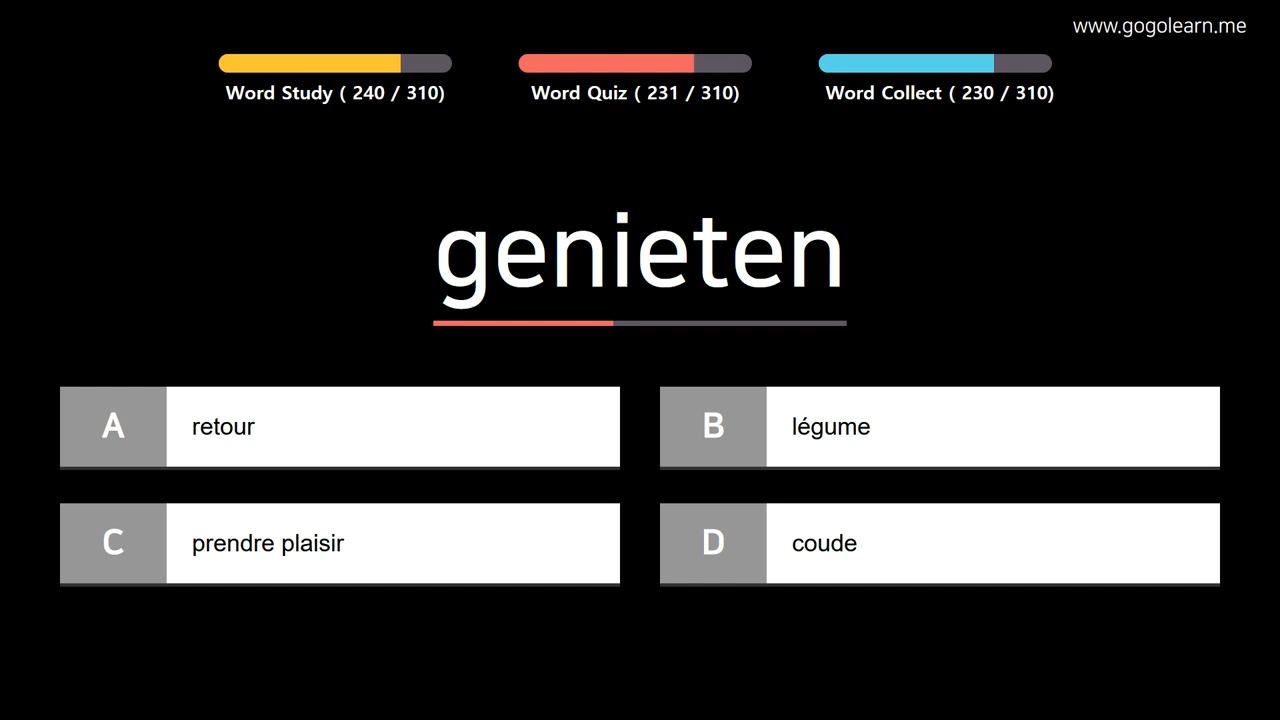 www.gogolearn.me
Word Study ( 240 / 310)
Word Quiz ( 231 / 310)
Word Collect ( 230 / 310)
genieten
A retour
B légume
C prendre plaisir
D coude